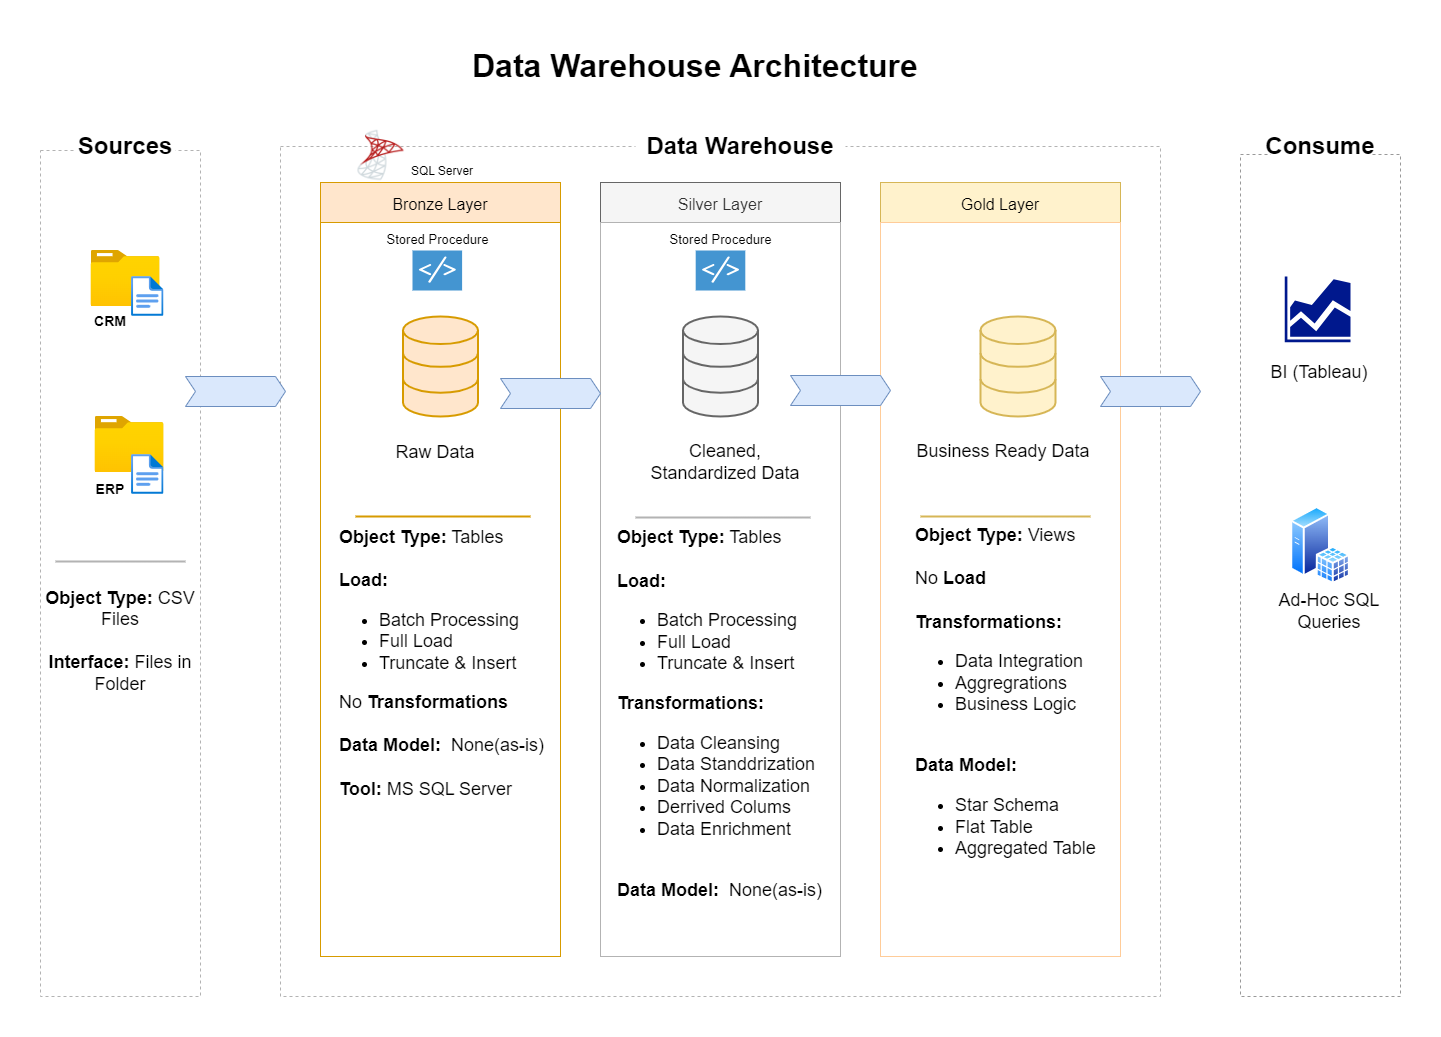 Data Warehouse Architecture
Sources
CRM
ERP
Object Type: CSV
Files
Interface: Files in
Folder
Data Warehouse
SQL Server
Bronze Layer
Stored Procedure
</>
Raw Data
Object Type: Tables
Load:
• Batch Processing
• Full Load
• Truncate & Insert
No Transformations
Data Model:  None(as-is)
Tool: MS SQL Server
Silver Layer
Stored Procedure
</>
Cleaned,
Standardized Data
Object Type: Tables
Load:
• Batch Processing
• Full Load
• Truncate & Insert
Transformations:
• Data Cleansing
• Data Standdrization
• Data Normalization
• Derrived Colums
• Data Enrichment
Data Model:  None(as-is)
Gold Layer
Business Ready Data
Object Type: Views
No Load
Transformations:
• Data Integration
• Aggregrations
• Business Logic
Data Model:
• Star Schema
• Flat Table
• Aggregated Table
Consume
BI (Tableau)
Ad-Hoc SQL
Queries